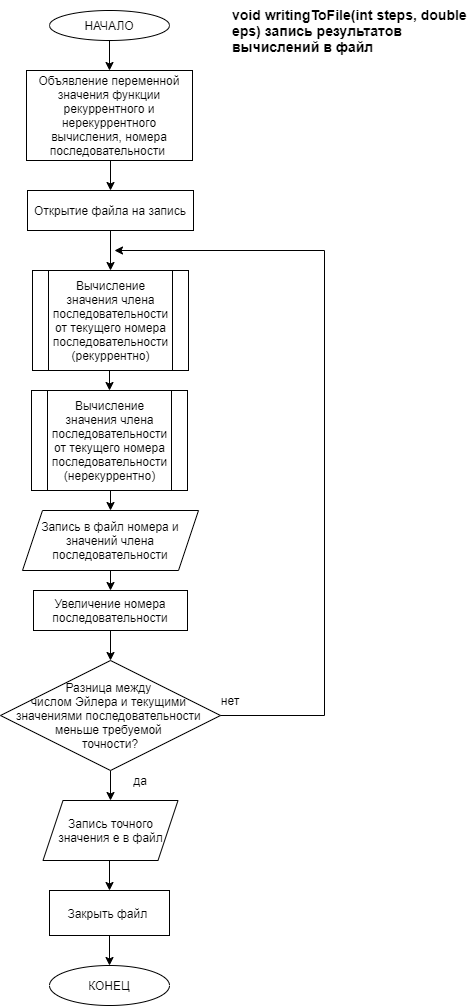 void writingToFile(int steps, double
eps) запись результатов
вычислений в файл
НАЧАЛО
Объявление переменной
значения функции
рекуррентного и
нерекуррентного
вычисления, номера
последовательности
Открытие файла на запись
Вычисление
значения члена
последовательности
от текущего номера
последовательности
(рекуррентно)
Вычисление
значения члена
последовательности
от текущего номера
последовательности
(нерекуррентно)
Запись в файл номера и
значений члена
последовательности
Увеличение номера
последовательности
Разница между
числом Эйлера и текущими
значениями последовательности
меньше требуемой
точности?
нет
да
Запись точного
значения е в файл
Закрыть файл
КОНЕЦ